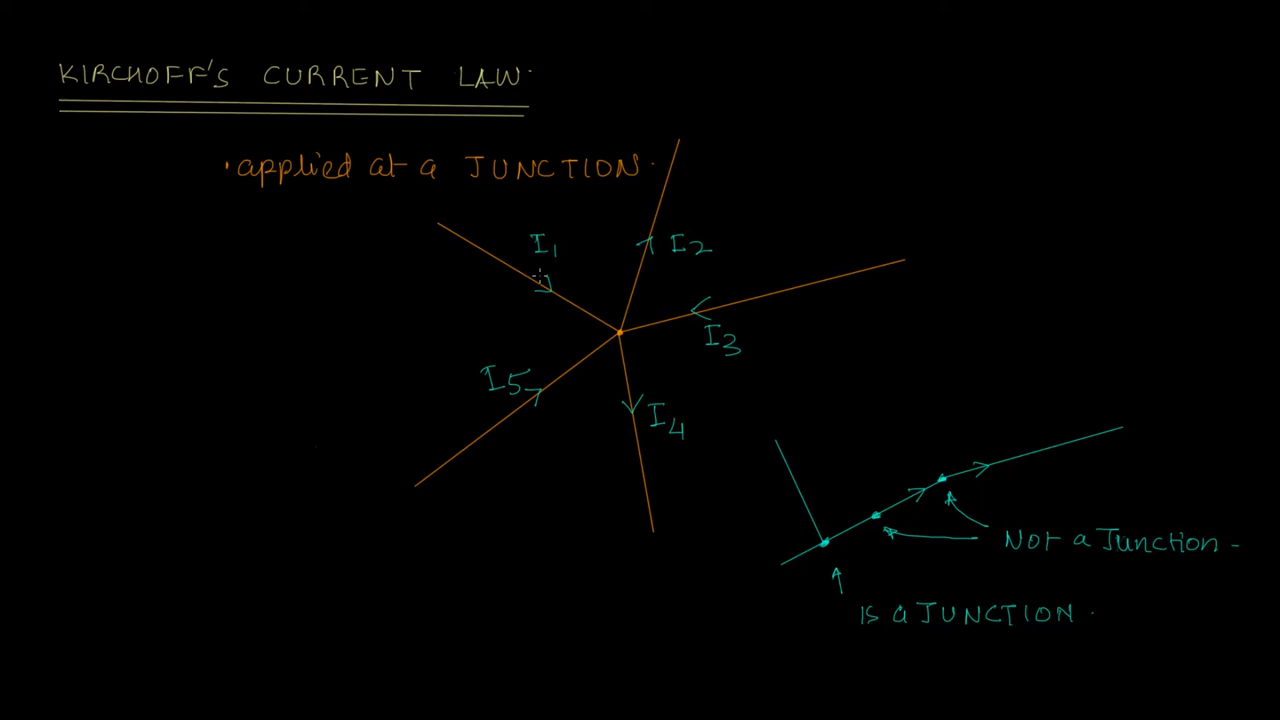 KIRCHOFF'S CURRENT LAW.
• applied at a JUNCTION.
I1
I2
I3
I5
I4
Not a Junction -
is a JUNCTION.